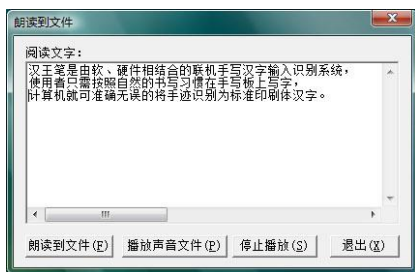 朗读到文件
阅读文字：
汉王笔是由软、硬件相结合的联机手写汉字输入识别系统，
使用者只需按照自然的书写习惯在手写板上写字，
计算机就可准确无误的将手迹识别为标准印刷体汉字。
朗读到文件(F) 播放声音文件(P) 停止播放(S) 退出(X)